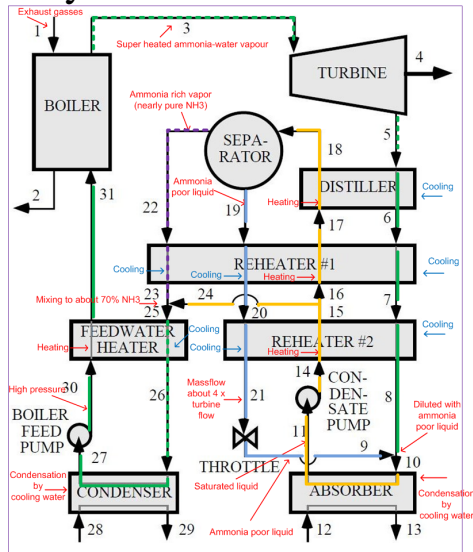 Exhaust gasses
1
3
Super heated ammonia-water vapour
4
TURBINE
BOILER
Ammonia rich vapor
(nearly pure NH3)
5
SEPA-
RATOR
18
2
31
Ammonia
poor liquid
DISTILLER
Heating
Cooling
22
19
17
6
REHEATER #1
Cooling
Cooling
Heating
Cooling
23
24
16
Mixing to about 70% NH3
25
20
15
7
FEEDWATER
HEATER
Cooling
Heating
Cooling
REHEATER #2
Heating
Cooling
High pressure
30
26
Massflow
about 4 x
turbine
flow
21
14
CON-
DEN-
SATE
PUMP
8
BOILER
FEED
PUMP
11
Diluted with
ammonia
poor liquid
27
9
THROTTLE
10
Saturated liquid
Condensation
by
cooling water
CONDENSER
ABSORBER
Condensation
by
cooling water
28
29
Ammonia poor liquid
12
13